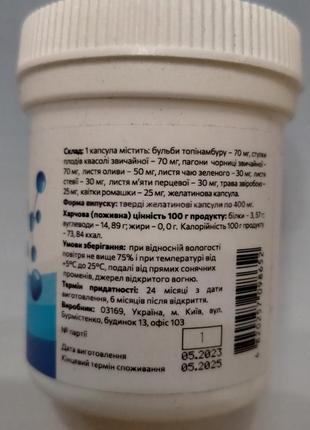 Склад: 1 капсула містить: бульби топінамбуру – 70 мг, стулки
плодів квасолі звичайної – 70 мг, пагони чорниці звичайної -
70 мг, листя оливи – 50 мг, листя чаю зеленого – 30 мг, листя
стевії – 30 мг, листя м'яти перцевої – 30 мг, трава звіробою –
25 мг, квітки ромашки – 25 мг, желатинова капсула.
Форма випуску: тверді желатинові капсули по 400 мг.
Харчова (поживна) цінність 100 г продукту: білки - 3,57 г;
вуглеводи – 14,89 г; жири – 0,0 г. Калорійність 100 г продукту
– 73,84 ккал.
Умови зберігання: при відносній вологості
повітря не вище 75% і при температурі від
+5°С до 25°С, подалі від прямих сонячних
променів, джерел відкритого вогню.
Термін придатності: 24 місяці з дати
виготовлення, 6 місяців після відкриття.
Виробник: 03169, Україна, м. Київ, вул.
Бурмістенко, будинок 13, офіс 103
№ партії 1
Дата виготовлення 05.2023
Кінцевий термін споживання 05.2025